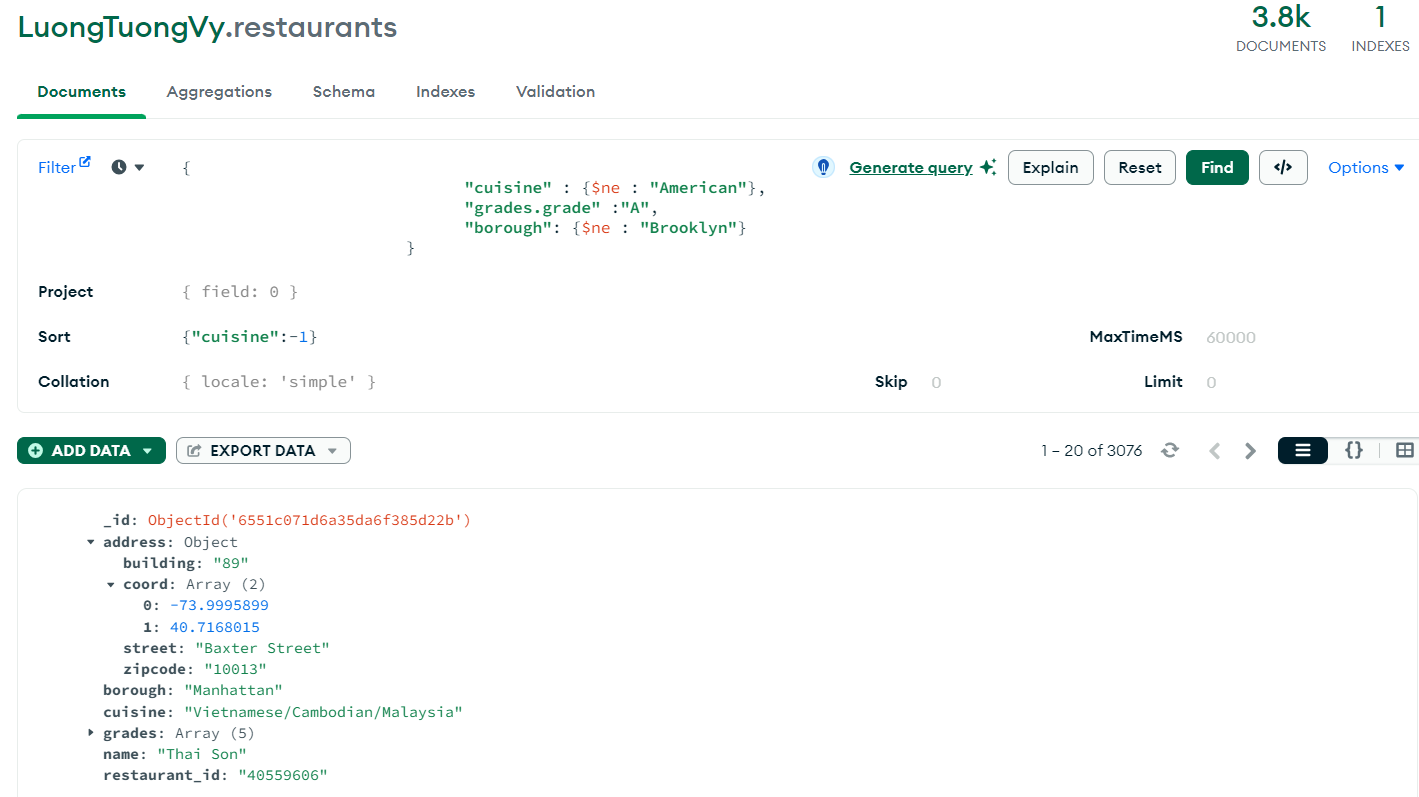 LuongTuongVy.restaurants
3.8k
DOCUMENTS
1
INDEXES
Documents
Aggregations
Schema
Indexes
Validation
Filter
{
"cuisine" : {$ne : "American"},
"grades.grade" :"A",
"borough": {$ne : "Brooklyn"}
}
Generate query
Explain
Reset
Find
</>
Options
Project
{ field: 0 }
Sort
{"cuisine":-1}
MaxTimeMS
60000
Collation
{ locale: 'simple' }
Skip
0
Limit
0
ADD DATA
EXPORT DATA
1 – 20 of 3076
{}
_id: ObjectId('6551c071d6a35da6f385d22b')
address: Object
building: "89"
coord: Array (2)
0: -73.9995899
1: 40.7168015
street: "Baxter Street"
zipcode: "10013"
borough: "Manhattan"
cuisine: "Vietnamese/Cambodian/Malaysia"
grades: Array (5)
name: "Thai Son"
restaurant_id: "40559606"